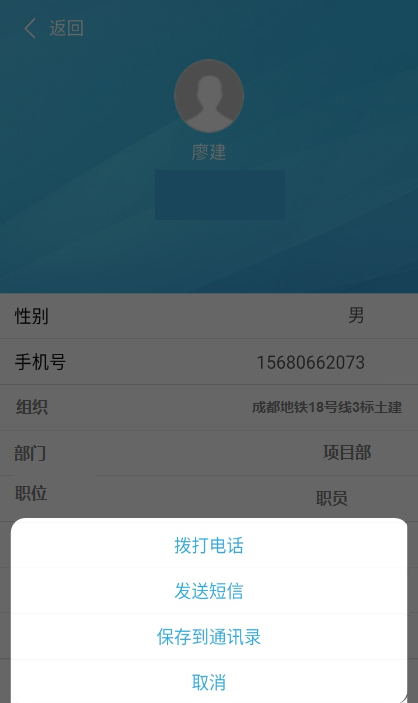 返回
廖建
性别 男
手机号 15680662073
组织 成都地铁18号线3标土建
部门 项目部
职位 职员
拨打电话
发送短信
保存到通讯录
取消